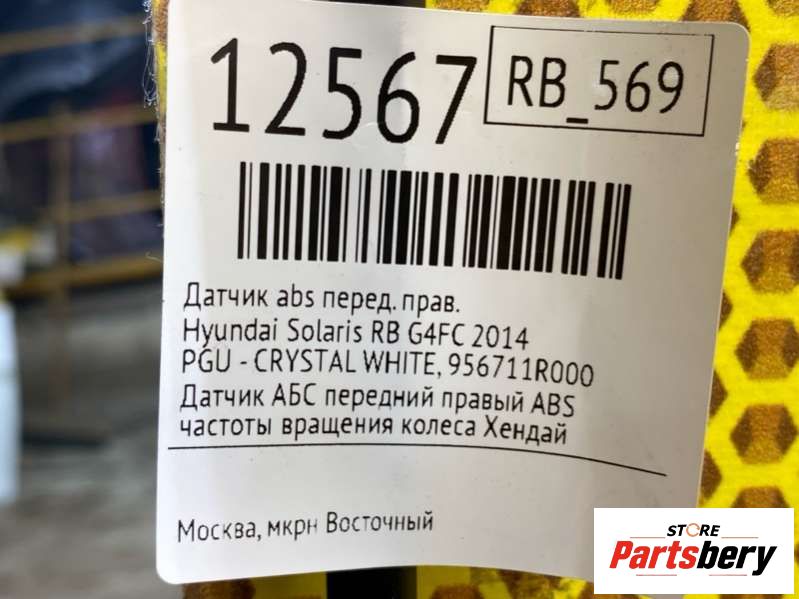 12567
RB_569
Датчик abs перед. прав.
Hyundai Solaris RB G4FC 2014
PGU - CRYSTAL WHITE, 956711R000
Датчик АБС передний правый ABS
частоты вращения колеса Хендай
Москва, мкрн Восточный
STORE
Partsbery